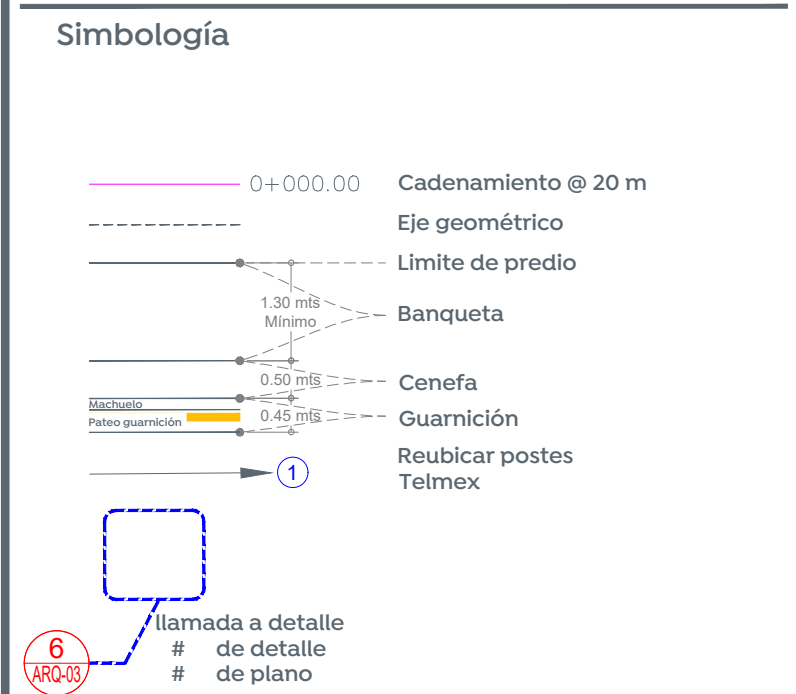 Simbología
0+000.00 Cadenamiento @ 20 m
Eje geométrico
Limite de predio
1.30 mts
Mínimo
Banqueta
0.50 mts
Cenefa
Machuelo
Pateo guarnición
0.45 mts
Guarnición
1
Reubicar postes
Telmex
llamada a detalle
# de detalle
# de plano
6
ARQ-03